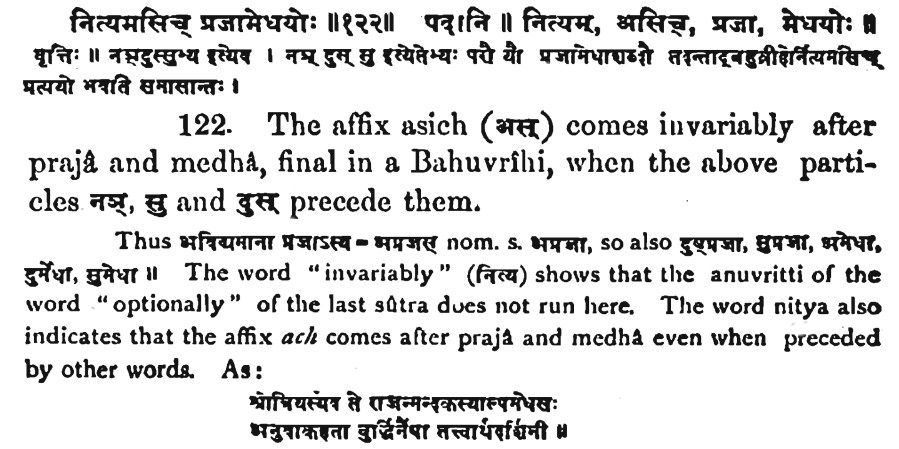 नित्यमसिच् प्रजामेधयोः ॥१२२॥ पदानि ॥ नित्यम्, असिच्, प्रजा, मेधयोः ॥
वृत्तिः ॥ नञ्दुस्सुभ्य इत्येव । नञ् दुस् सु इत्येतेभ्यः परौ यौ प्रजामेधाशब्दौ तदन्ताद्बहुव्रीहेर्नित्यमसिच्
प्रत्ययो भवति समासान्तः ।
122. The affix asich (अस्) comes invariably after
prajâ and medhâ, final in a Bahuvrîhi, when the above parti-
cles नञ्, सु and दुस् precede them.
Thus अविद्यमाना प्रजाऽस्य = अप्रजस् nom. s. अप्रजा, so also दुष्प्रजा, सुप्रजा, अमेधा,
दुर्मेधा, सुमेधा ॥ The word "invariably" (नित्य) shows that the anuvritti of the
word "optionally" of the last sûtra does not run here. The word nitya also
indicates that the affix ach comes after prajâ and medhâ even when preceded
by other words. As:
श्रोत्रियस्येव ते राजन्मन्दकस्याल्पमेधसः
अनुवाकहता बुद्धिर्नैषा तत्त्वार्थदर्शिनी ॥